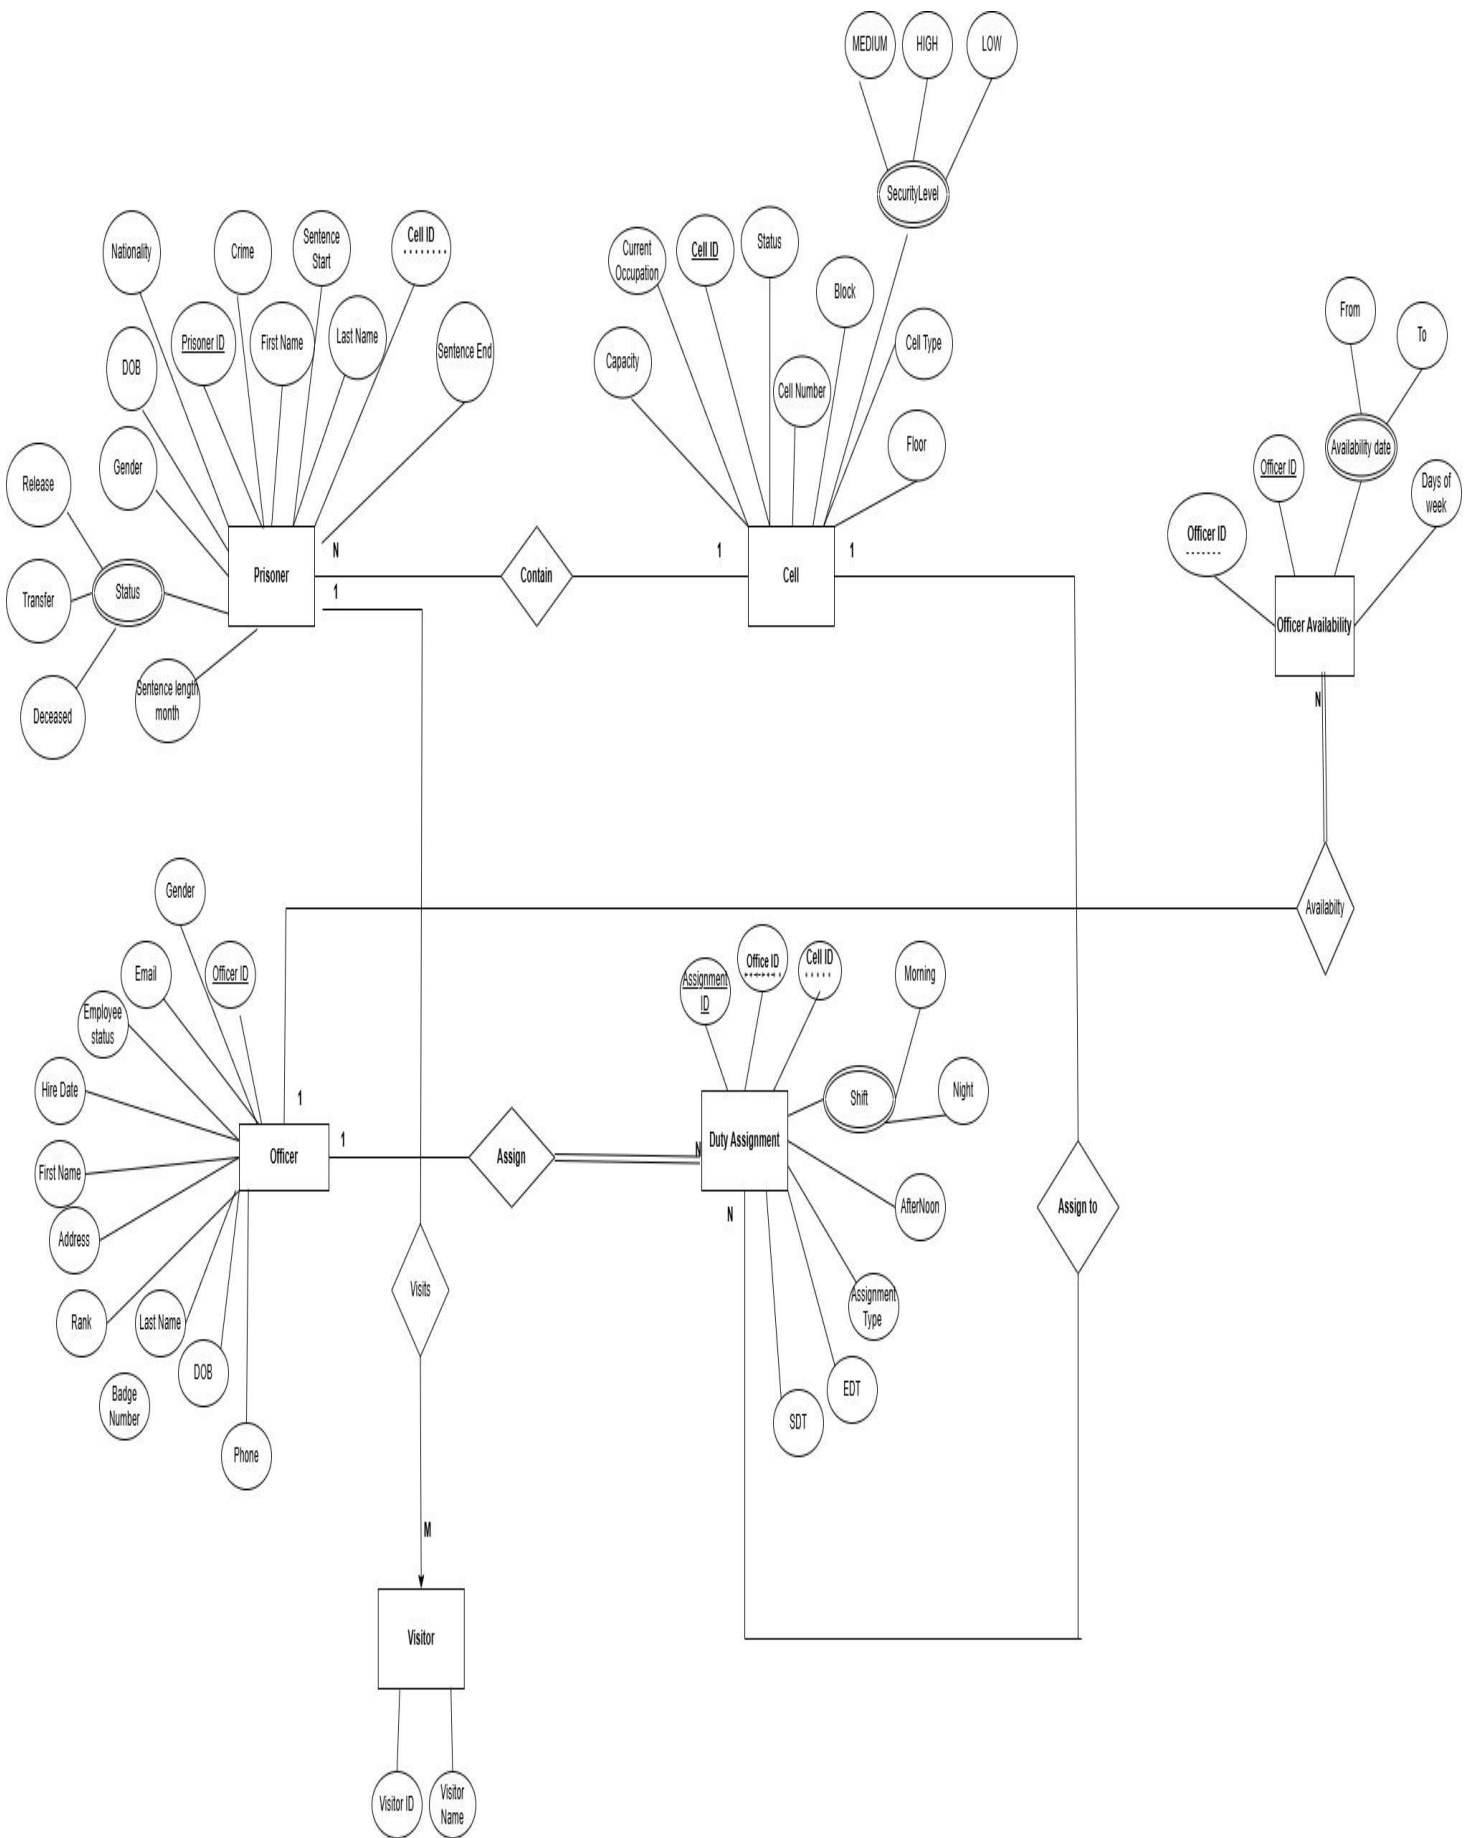 MEDIUM
HIGH
LOW
SecurityLevel
Nationality
Crime
Sentence
Start
Cell ID
Prisoner ID
First Name
Last Name
Sentence End
DOB
Gender
Release
Transfer
Status
Deceased
Sentence length
month
Prisoner
N
1
Contain
Current
Occupation
Cell ID
Status
Block
Capacity
Cell Number
Cell Type
Floor
1
Cell
1
From
To
Availability date
Officer ID
Days of
week
Officer ID
Officer Availability
N
Availabilty
Gender
Email
Officer ID
Employee
status
Hire Date
First Name
Address
Rank
Last Name
DOB
Badge
Number
Phone
1
Officer
1
Assign
Assignment
ID
Office ID
Cell ID
Morning
Shift
Night
N
Duty Assignment
N
AfterNoon
Assignment
Type
EDT
SDT
Assign to
Visits
M
Visitor
Visitor ID
Visitor
Name